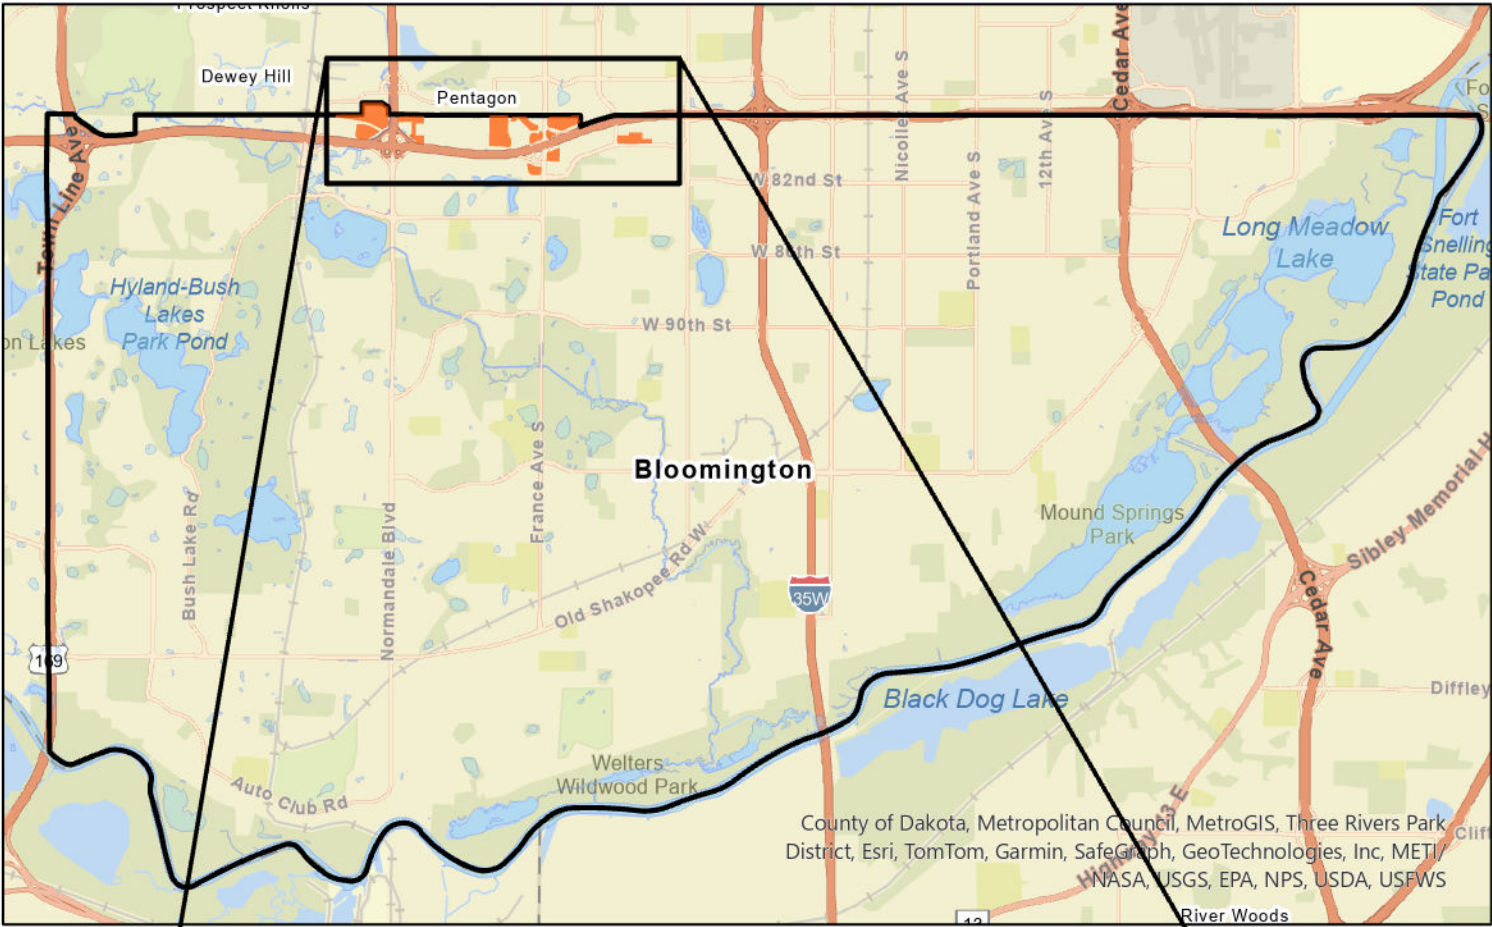 Prospect Knolls
Dewey Hill
Pentagon
Cedar Ave
Nicollet Ave S
12th Ave S
Portland Ave S
Town Line Ave
W 82nd St
W 86th St
Long Meadow
Lake
Fort
Snelling
State Pa
Pond
Hyland-Bush
Lakes
Park Pond
on Lakes
W 90th St
France Ave S
Bloomington
Bush Lake Rd
Normandale Blvd
Old Shakopee Rd W
Mound Springs
Park
35W
Sibley Memorial H
Cedar Ave
169
Black Dog Lake
Diffley
Welters
Wildwood Park
Auto Club Rd
Highway 13 E
Cliff
County of Dakota, Metropolitan Council, MetroGIS, Three Rivers Park
District, Esri, TomTom, Garmin, SafeGraph, GeoTechnologies, Inc, METI/
NASA, USGS, EPA, NPS, USDA, USFWS
13
River Woods